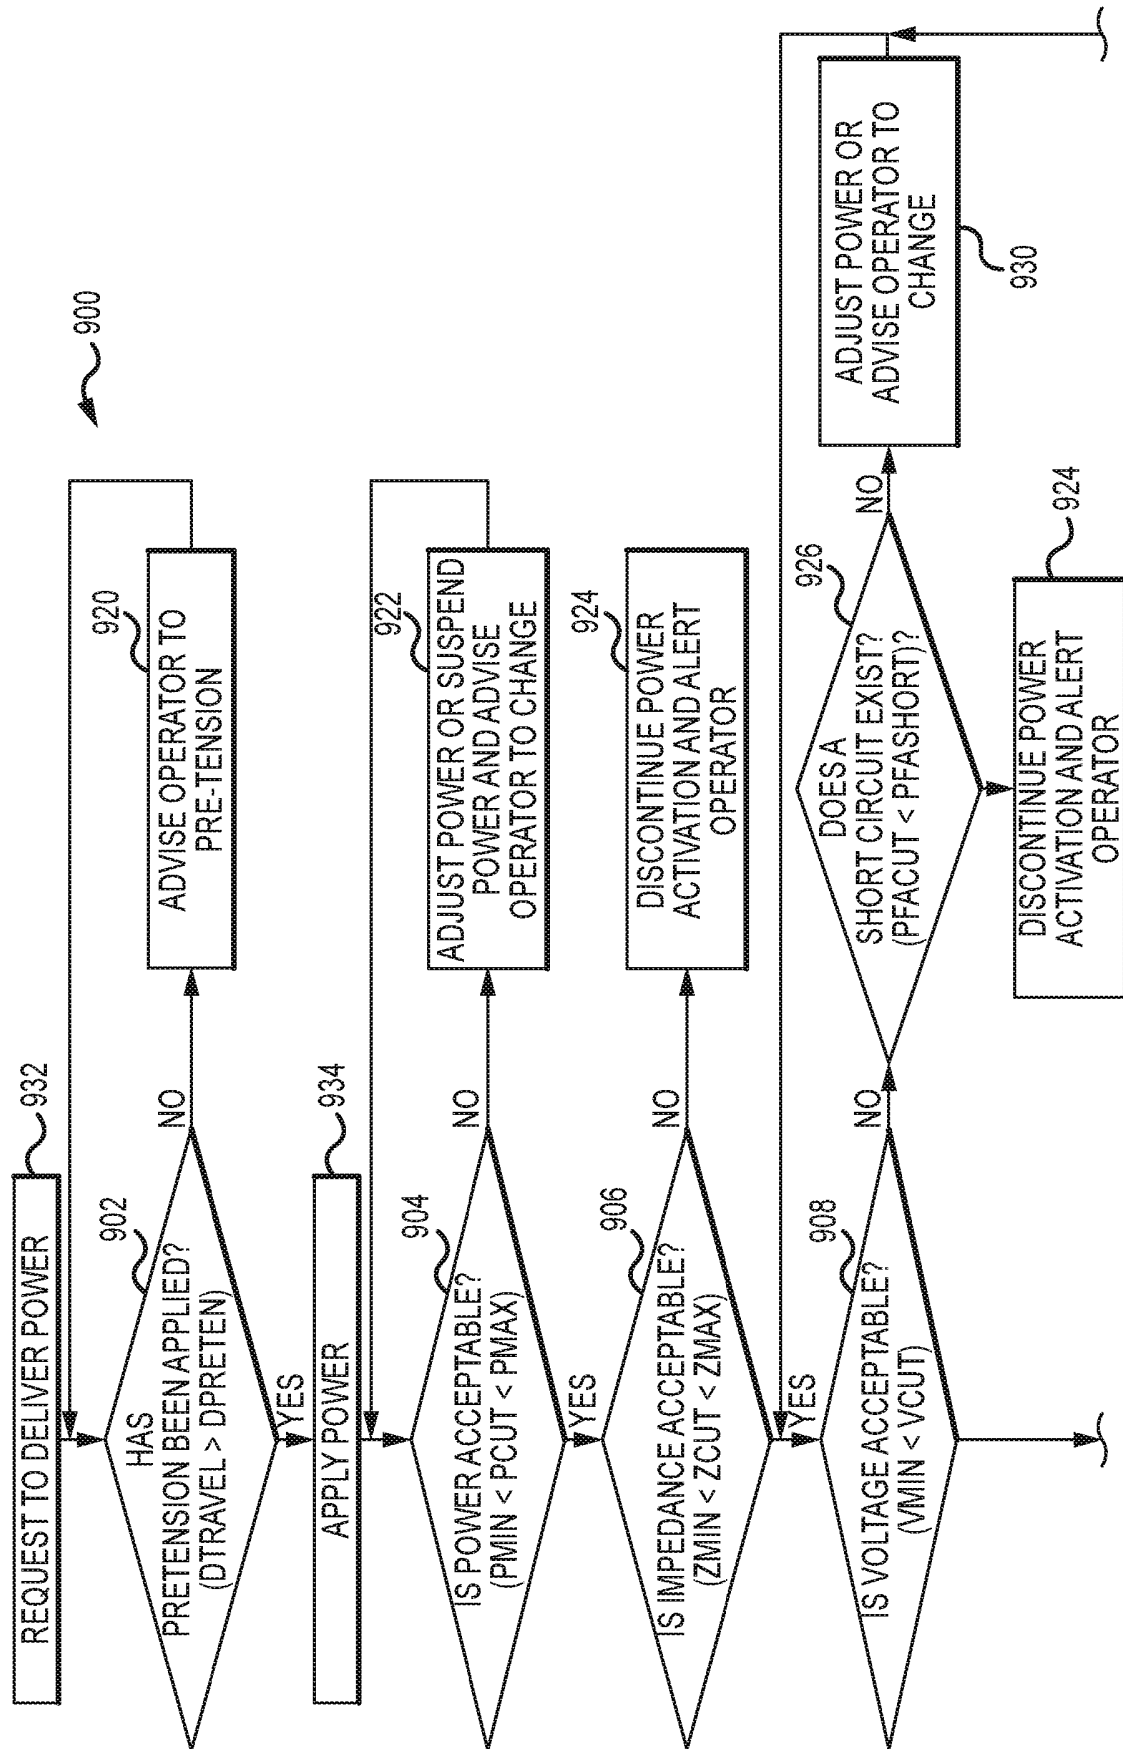 900
REQUEST TO DELIVER POWER
932
HAS
PRETENSION BEEN APPLIED?
(DTRAVEL > DPRETEN)
902
NO
ADVISE OPERATOR TO
PRE-TENSION
920
YES
APPLY POWER
934
IS POWER ACCEPTABLE?
(PMIN < PCUT < PMAX)
904
NO
ADJUST POWER OR SUSPEND
POWER AND ADVISE
OPERATOR TO CHANGE
922
YES
IS IMPEDANCE ACCEPTABLE?
(ZMIN < ZCUT < ZMAX)
906
NO
DISCONTINUE POWER
ACTIVATION AND ALERT
OPERATOR
924
YES
IS VOLTAGE ACCEPTABLE?
(VMIN < VCUT)
908
NO
DOES A
SHORT CIRCUIT EXIST?
(PFACUT < PFASHORT)?
926
NO
ADJUST POWER OR
ADVISE OPERATOR TO
CHANGE
930
DISCONTINUE POWER
ACTIVATION AND ALERT
OPERATOR
924